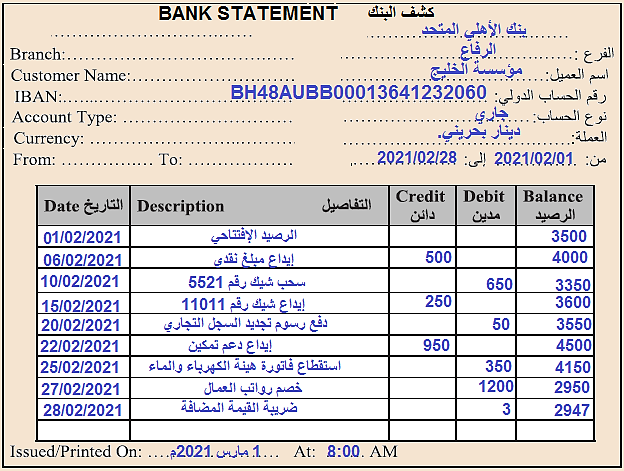 BANK STATEMENT كشف البنك
بنك الأهلي المتحد
Branch:.......................... الرفاع الفرع :
Customer Name:.......................... مؤسسة الخليج اسم العميل:
IBAN:.......................... BH48AUBB00013641232060 رقم الحساب الدولي:
Account Type: .......................... جاري نوع الحساب:
Currency: .......................... دينار بحريني. العملة:
From: .................. To: .................. من: 2021/02/01 إلى: 2021/02/28
Date التاريخ Description التفاصيل Credit دائن Debit مدين Balance الرصيد
01/02/2021 الرصيد الإفتتاحي 3500
06/02/2021 إيداع مبلغ نقدي 500 4000
10/02/2021 سحب شيك رقم 5521 650 3350
15/02/2021 إيداع شيك رقم 11011 250 3600
20/02/2021 دفع رسوم تجديد السجل التجاري 50 3550
22/02/2021 إيداع دعم تمكين 950 4500
25/02/2021 استقطاع فاتورة هيئة الكهرباء والماء 350 4150
27/02/2021 خصم رواتب العمال 1200 2950
28/02/2021 ضريبة القيمة المضافة 3 2947
Issued/Printed On: .... 1 مارس 2021م.... At: 8:00 AM